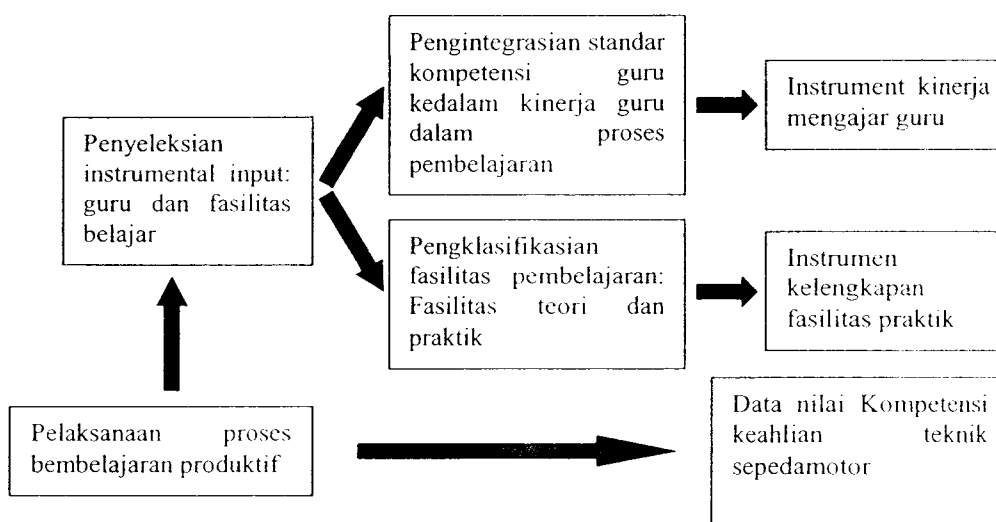 Pengintegrasian standar
kompetensi guru
kedalam kinerja guru
dalam proses
pembelajaran
Instrument kinerja
mengajar guru
Penyeleksian
instrumental input:
guru dan fasilitas
belajar
Pengklasifikasian
fasilitas pembelajaran:
Fasilitas teori dan
praktik
Instrumen
kelengkapan
fasilitas praktik
Data nilai Kompetensi
keahlian teknik
sepedamotor
Pelaksanaan proses
bembelajaran produktif